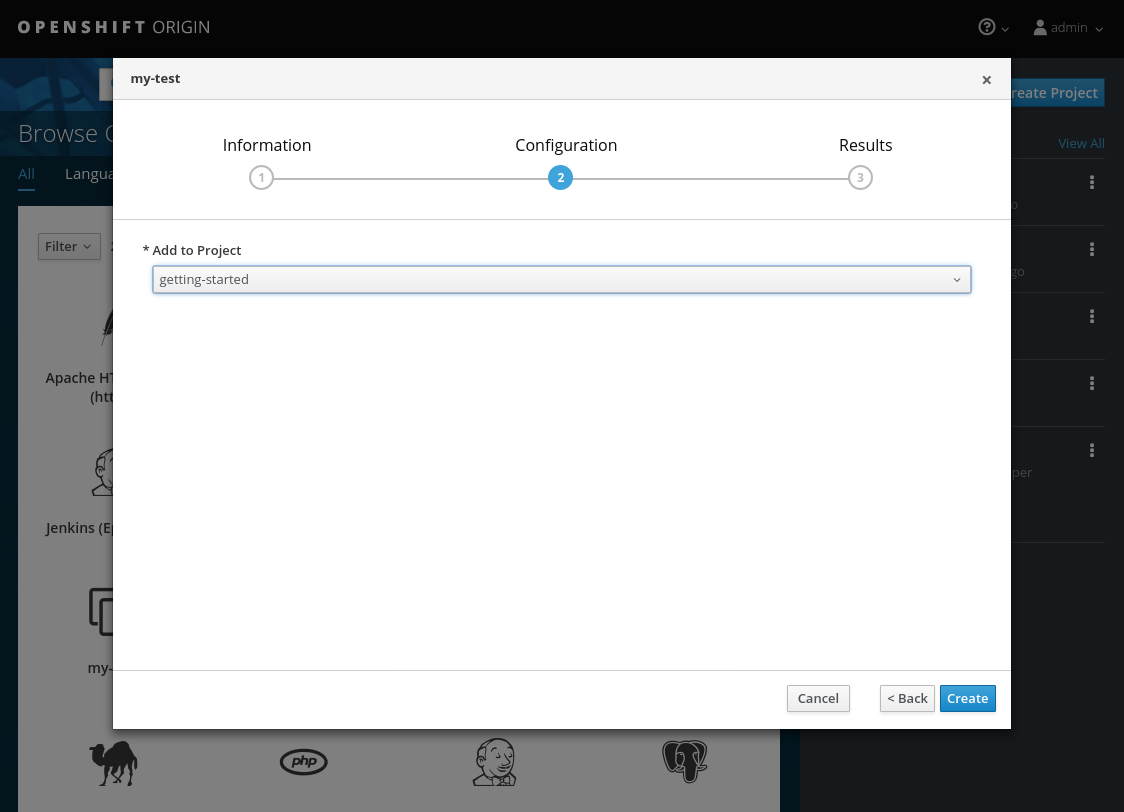 OPENSHIFT ORIGIN
admin
my-test
×
Create Project
Browse C
View All
Information
Configuration
Results
1
2
3
All
Langua
Filter
* Add to Project
getting-started
go
Apache HT
(htt
Jenkins (Ep
per
my-
Cancel
< Back
Create
php